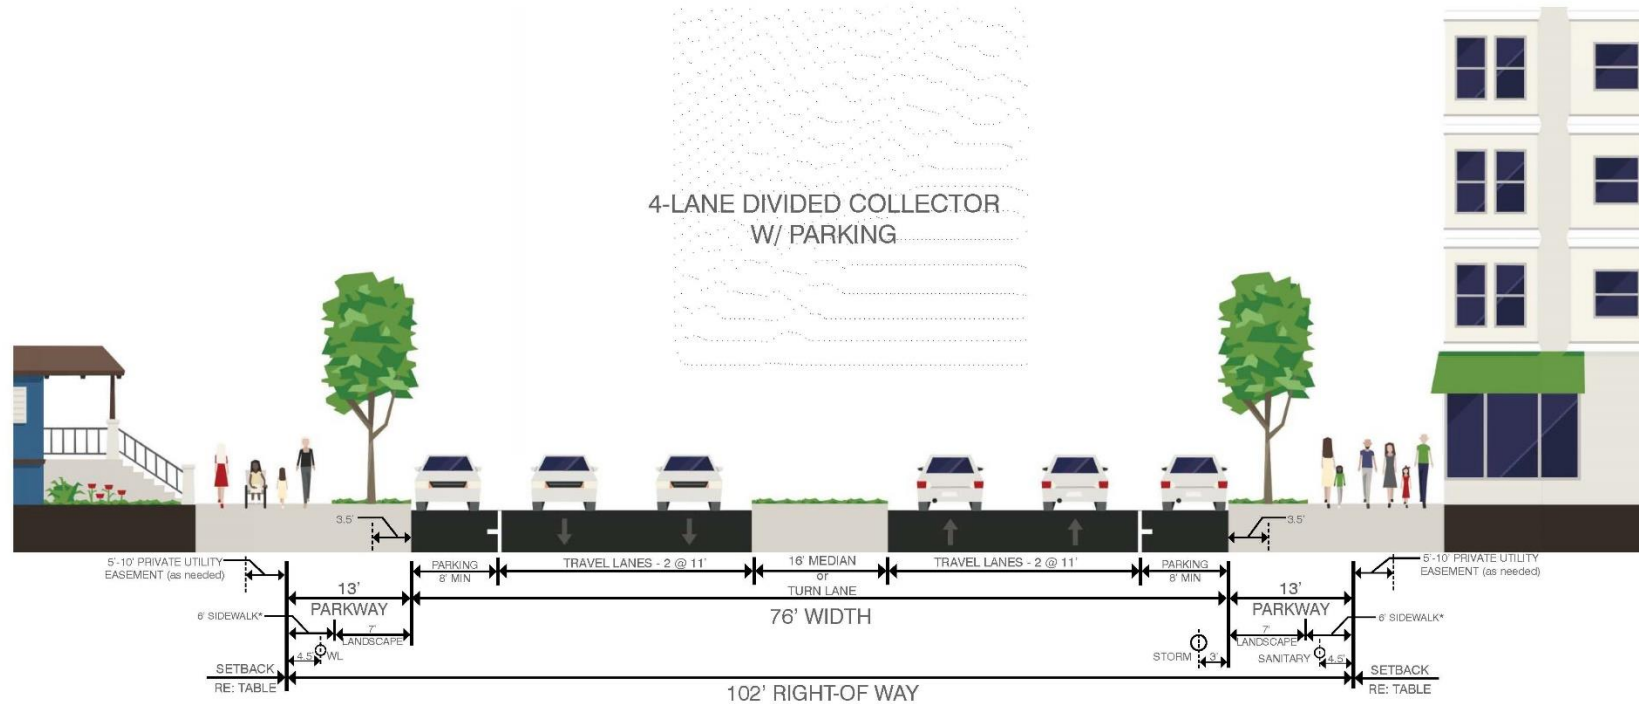 4-LANE DIVIDED COLLECTOR
W/ PARKING
3.5'
3.5'
5'-10' PRIVATE UTILITY
EASEMENT (as needed)
PARKING
8' MIN
TRAVEL LANES - 2 @ 11'
16' MEDIAN
or
TURN LANE
TRAVEL LANES - 2 @ 11'
PARKING
8' MIN
5'-10' PRIVATE UTILITY
EASEMENT (as needed)
13'
PARKWAY
76' WIDTH
13'
PARKWAY
6' SIDEWALK*
7'
LANDSCAPE
7'
LANDSCAPE
6' SIDEWALK*
4.5'
WL
STORM
3'
SANITARY
4.5'
SETBACK
RE: TABLE
102' RIGHT-OF WAY
SETBACK
RE: TABLE